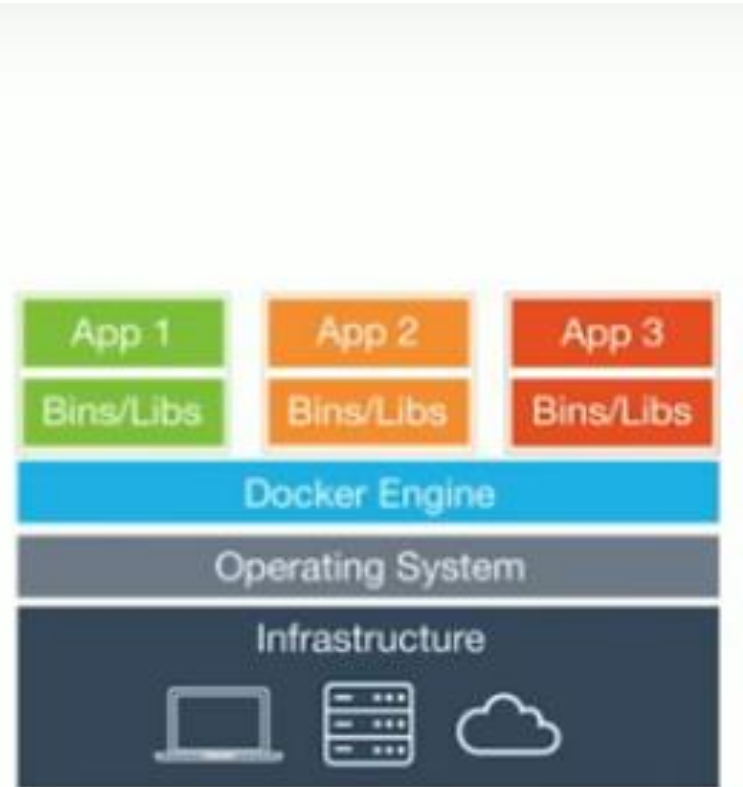 App 1 App 2 App 3
Bins/Libs Bins/Libs Bins/Libs
Docker Engine
Operating System
Infrastructure